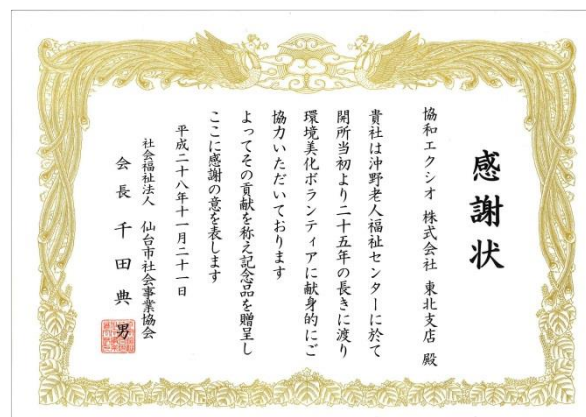 感謝状
協和エクシオ 株式会社 東北支店 殿
貴社は沖野老人福祉センターに於て
開所当初より二十五年の長きに渡り
環境美化ボランティアに献身的にご
協力いただいております
よってその貢献を称え記念品を贈呈し
ここに感謝の意を表します
平成二十八年十一月二十一日
社会福祉法人 仙台市社会事業協会
会長 千田典男